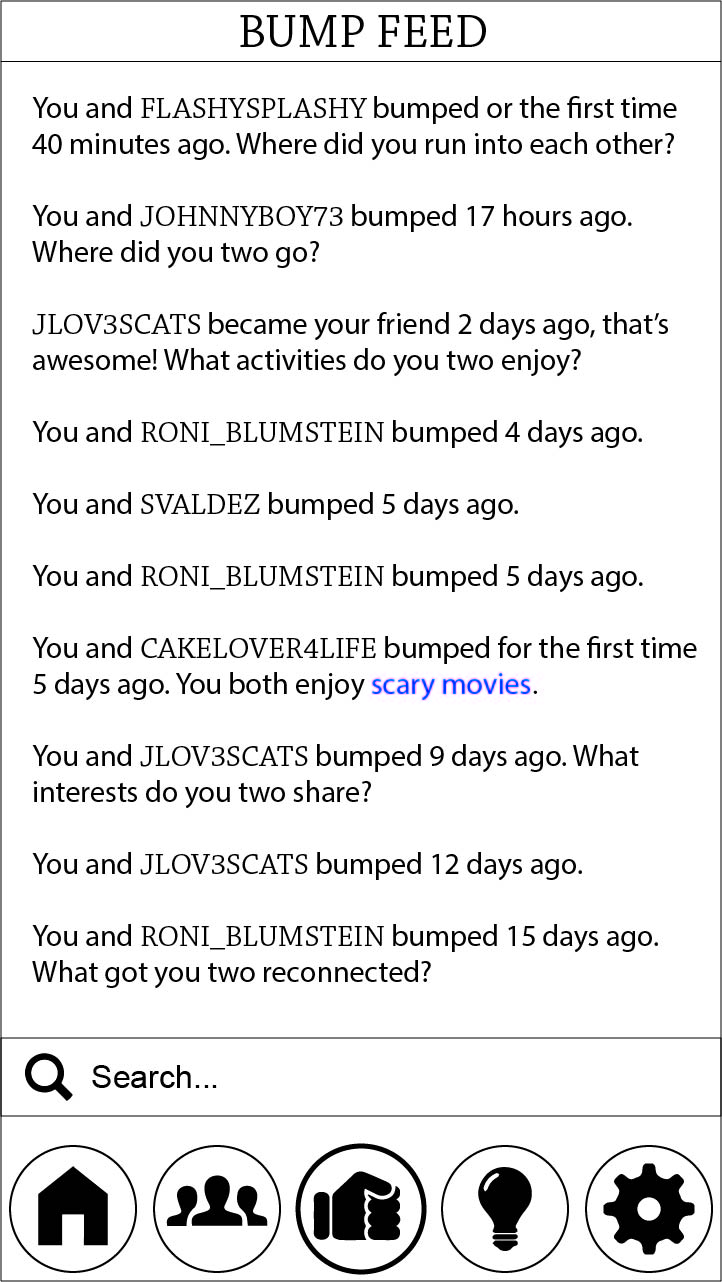 BUMP FEED
You and FLASHYSPLASHY bumped or the first time
40 minutes ago. Where did you run into each other?
You and JOHNNYBOY73 bumped 17 hours ago.
Where did you two go?
JLOV3SCATS became your friend 2 days ago, that’s
awesome! What activities do you two enjoy?
You and RONI_BLUMSTEIN bumped 4 days ago.
You and SVALDEZ bumped 5 days ago.
You and RONI_BLUMSTEIN bumped 5 days ago.
You and CAKELOVER4LIFE bumped for the first time
5 days ago. You both enjoy scary movies.
You and JLOV3SCATS bumped 9 days ago. What
interests do you two share?
You and JLOV3SCATS bumped 12 days ago.
You and RONI_BLUMSTEIN bumped 15 days ago.
What got you two reconnected?
Search...